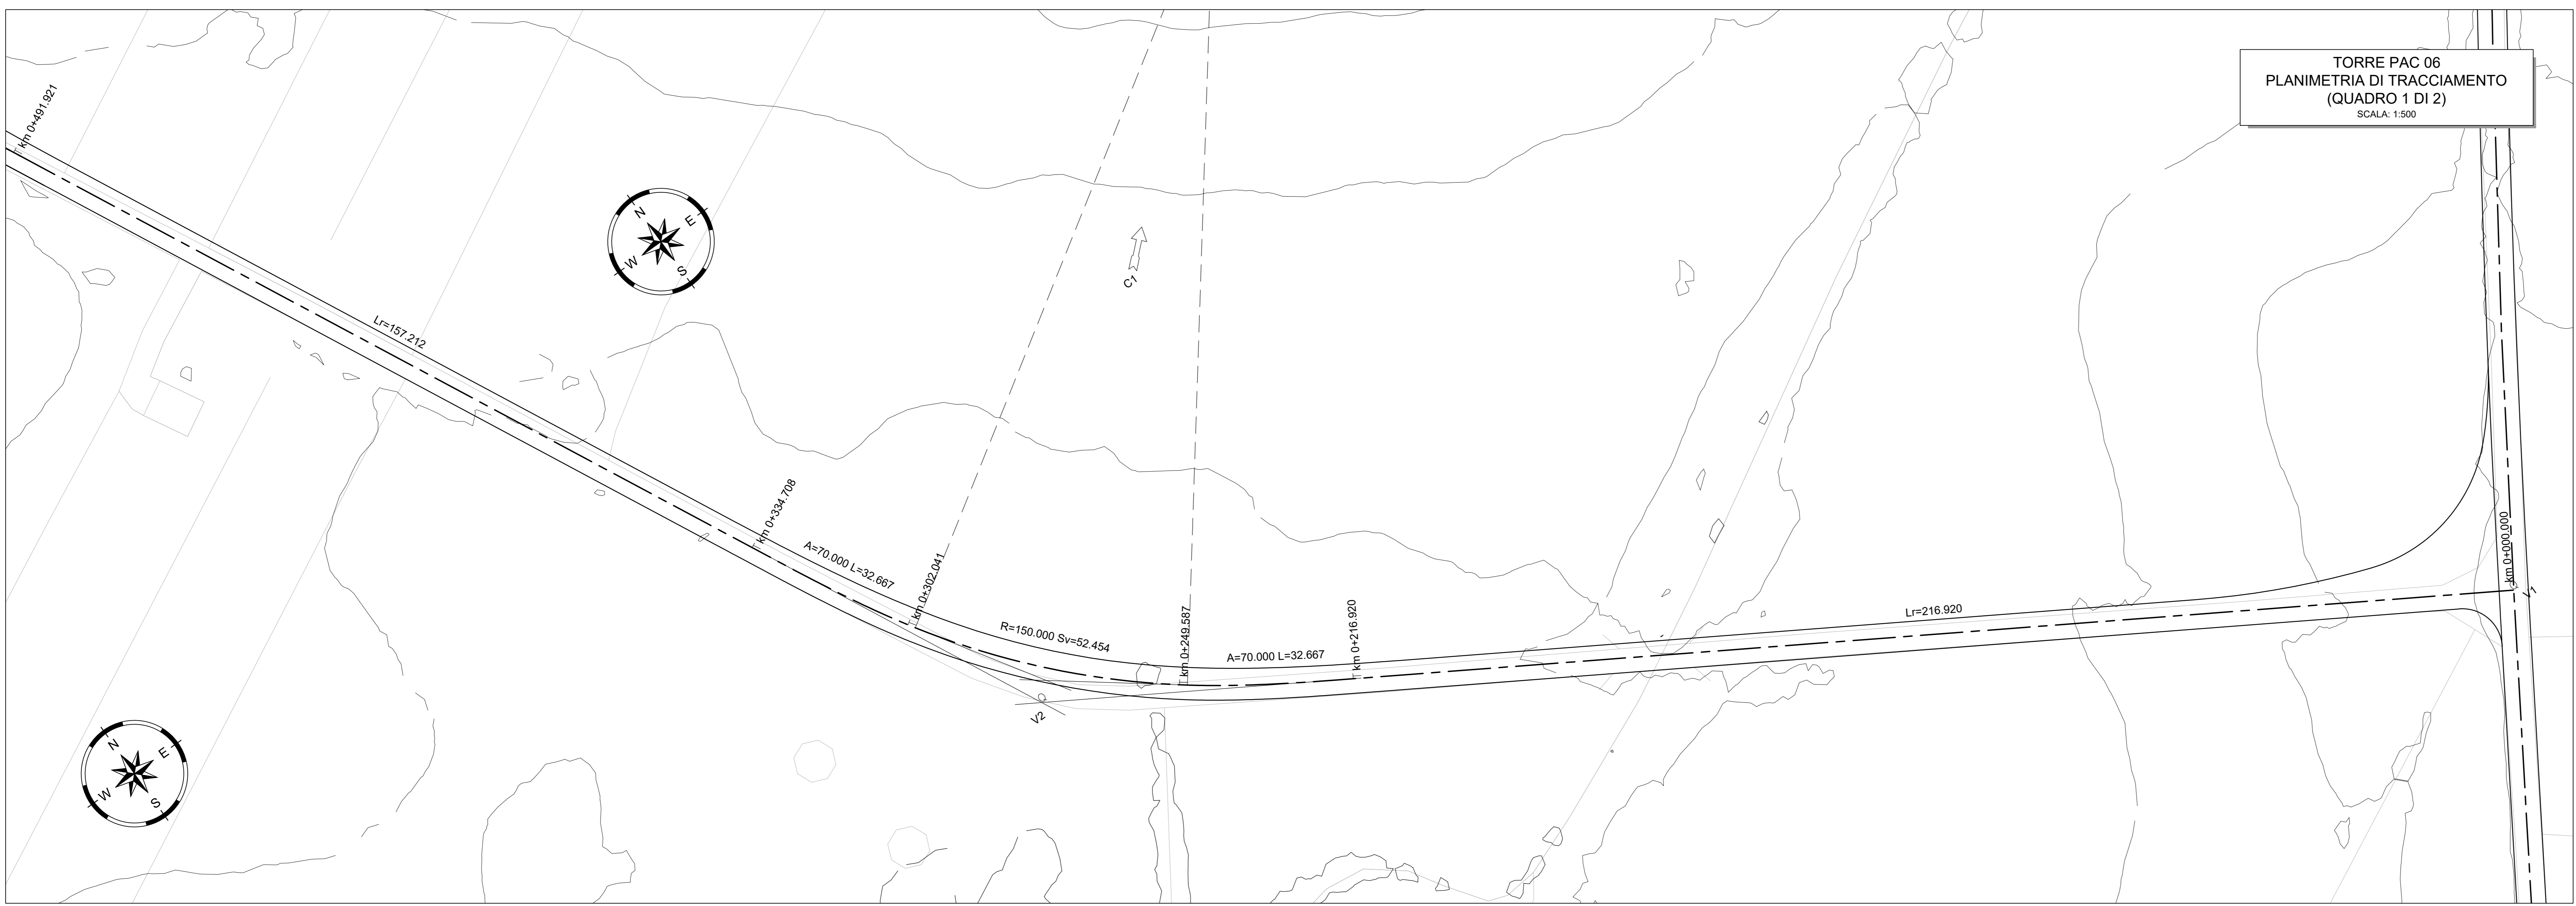 TORRE PAC 06
PLANIMETRIA DI TRACCIAMENTO
(QUADRO 1 DI 2)
SCALA: 1:500
km 0+491.921
Lr=157.212
N
E
W
S
C1
km 0+334.708
A=70.000 L=32.667
km 0+302.041
R=150.000 Sv=52.454
km 0+249.587
A=70.000 L=32.667
km 0+216.920
Lr=216.920
km 0+000.000
V1
V2
N
E
W
S